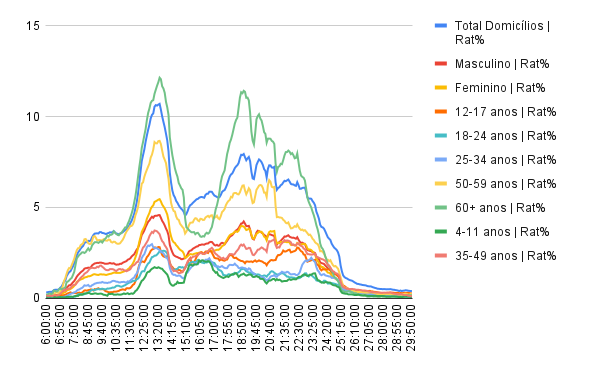 15
10
5
0
6:00:00
6:55:00
7:50:00
8:45:00
9:40:00
10:35:00
11:30:00
12:25:00
13:20:00
14:15:00
15:10:00
16:05:00
17:00:00
17:55:00
18:50:00
19:45:00
20:40:00
21:35:00
22:30:00
23:25:00
24:20:00
25:15:00
26:10:00
27:05:00
28:00:00
28:55:00
29:50:00
Total Domicílios |
Rat%
Masculino | Rat%
Feminino | Rat%
12-17 anos | Rat%
18-24 anos | Rat%
25-34 anos | Rat%
50-59 anos | Rat%
60+ anos | Rat%
4-11 anos | Rat%
35-49 anos | Rat%